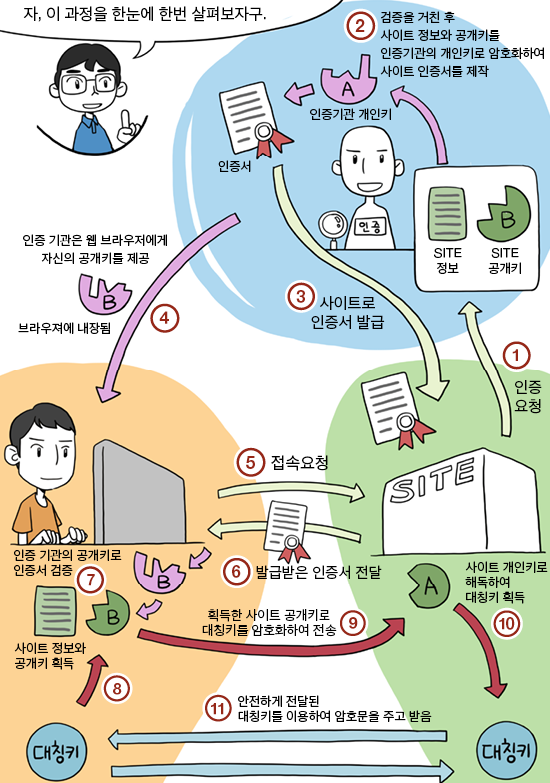 자, 이 과정을 한눈에 한번 살펴보자구.
②
검증을 거친 후
사이트 정보와 공개키를
인증기관의 개인키로 암호화하여
사이트 인증서를 제작
A
인증기관 개인키
인증서
인증
B
SITE
정보
SITE
공개키
인증 기관은 웹 브라우저에게
자신의 공개키를 제공
B
브라우져에 내장됨
④
③ 사이트로
인증서 발급
①
인증
요청
⑤ 접속요청
SITE
⑥ 발급받은 인증서 전달
인증 기관의 공개키로
인증서 검증
⑦
B
B
사이트 정보와
공개키 획득
A
사이트 개인키로
해독하여
대칭키 획득
⑩
획득한 사이트 공개키로
대칭키를 암호화하여 전송
⑨
⑧
⑪ 안전하게 전달된
대칭키를 이용하여 암호문을 주고 받음
대칭키
대칭키